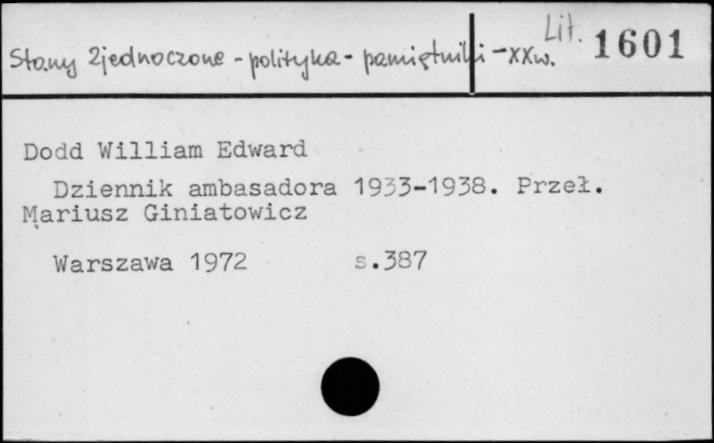 Lit. 1601
Stany Zjednoczone - polityka - pamiętniki - XXw.
Dodd William Edward
Dziennik ambasadora 1933-1938. Przeł.
Mariusz Giniatowicz
Warszawa 1972 s.387